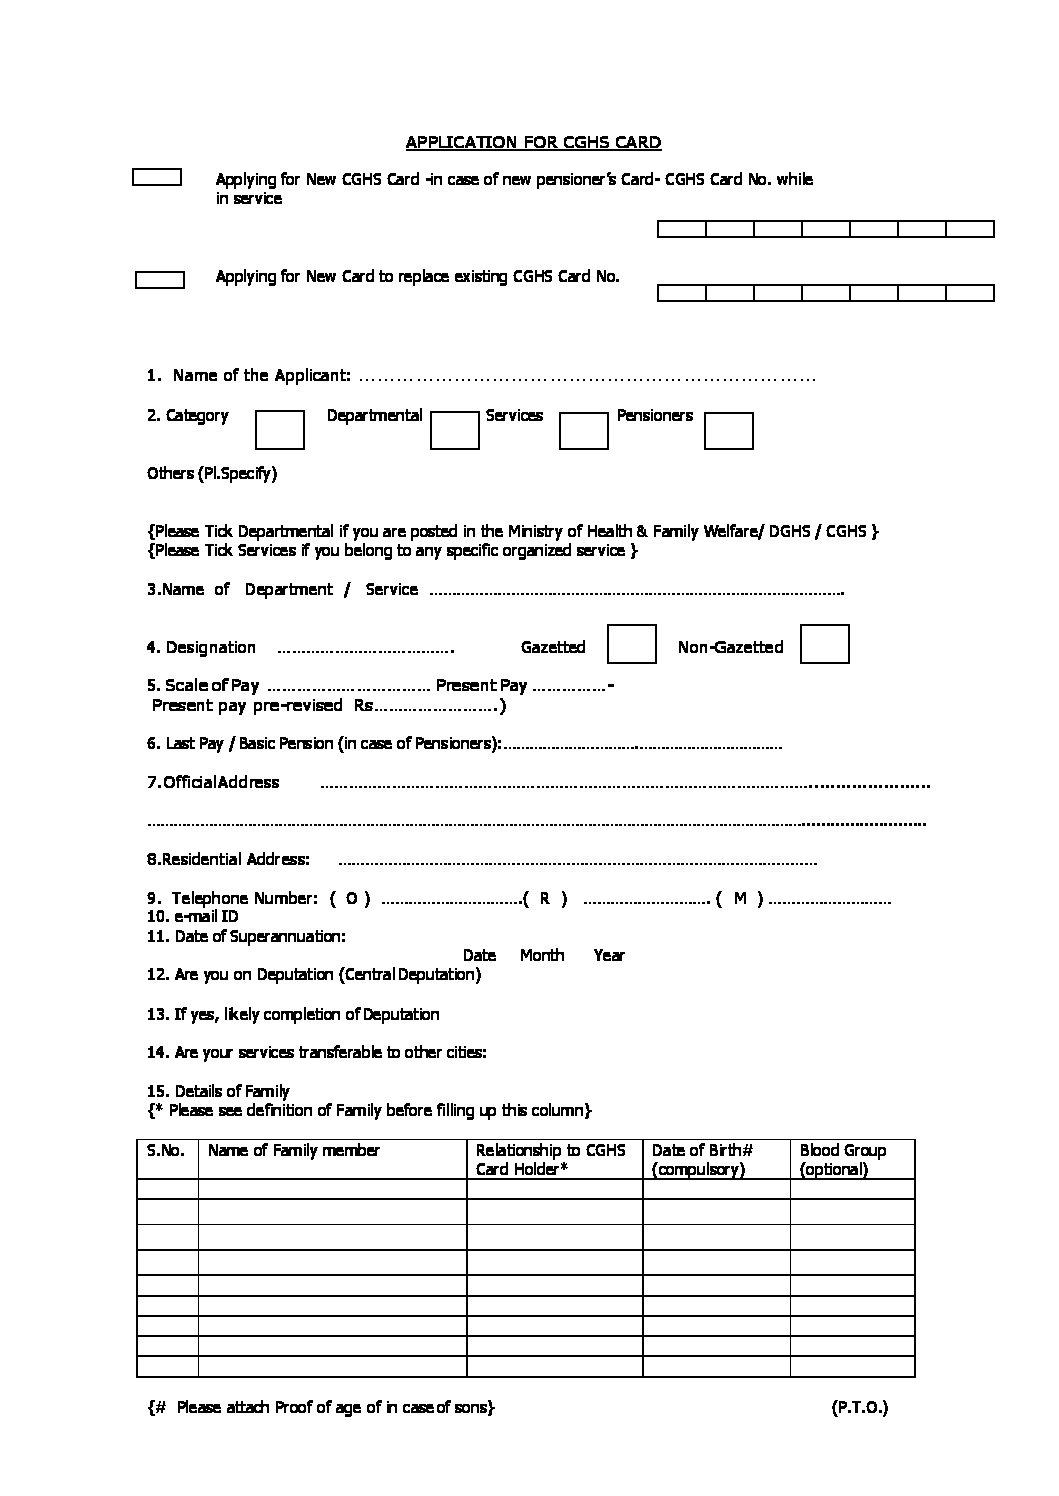 APPLICATION FOR CGHS CARD
Applying for New CGHS Card -in case of new pensioner's Card- CGHS Card No. while
in service
Applying for New Card to replace existing CGHS Card No.
1. Name of the Applicant: ………………………………………………………………
2. Category Departmental Services Pensioners
Others (Pl.Specify)
{Please Tick Departmental if you are posted in the Ministry of Health & Family Welfare/ DGHS / CGHS }
{Please Tick Services if you belong to any specific organized service }
3.Name of Department / Service ……………………………………………………………………………….
4. Designation ………………………………. Gazetted Non-Gazetted
5. Scale of Pay …………………………… Present Pay ……………-
Present pay pre-revised Rs…………………….)
6. Last Pay / Basic Pension (in case of Pensioners):……………………………………………………
7.OfficialAddress ……………………………………………………………………………………………………………
………………………………………………………………………………………………………………………………………………
8.Residential Address: ……………………………………………………………………………………………
9. Telephone Number: ( O ) ………………………….( R ) ………………………. ( M ) ………………………
10. e-mail ID
11. Date of Superannuation:
Date Month Year
12. Are you on Deputation (Central Deputation)
13. If yes, likely completion of Deputation
14. Are your services transferable to other cities:
15. Details of Family
{* Please see definition of Family before filling up this column}
S.No. Name of Family member Relationship to CGHS Date of Birth# Blood Group
Card Holder* (compulsory) (optional)
{# Please attach Proof of age of in case of sons} (P.T.O.)